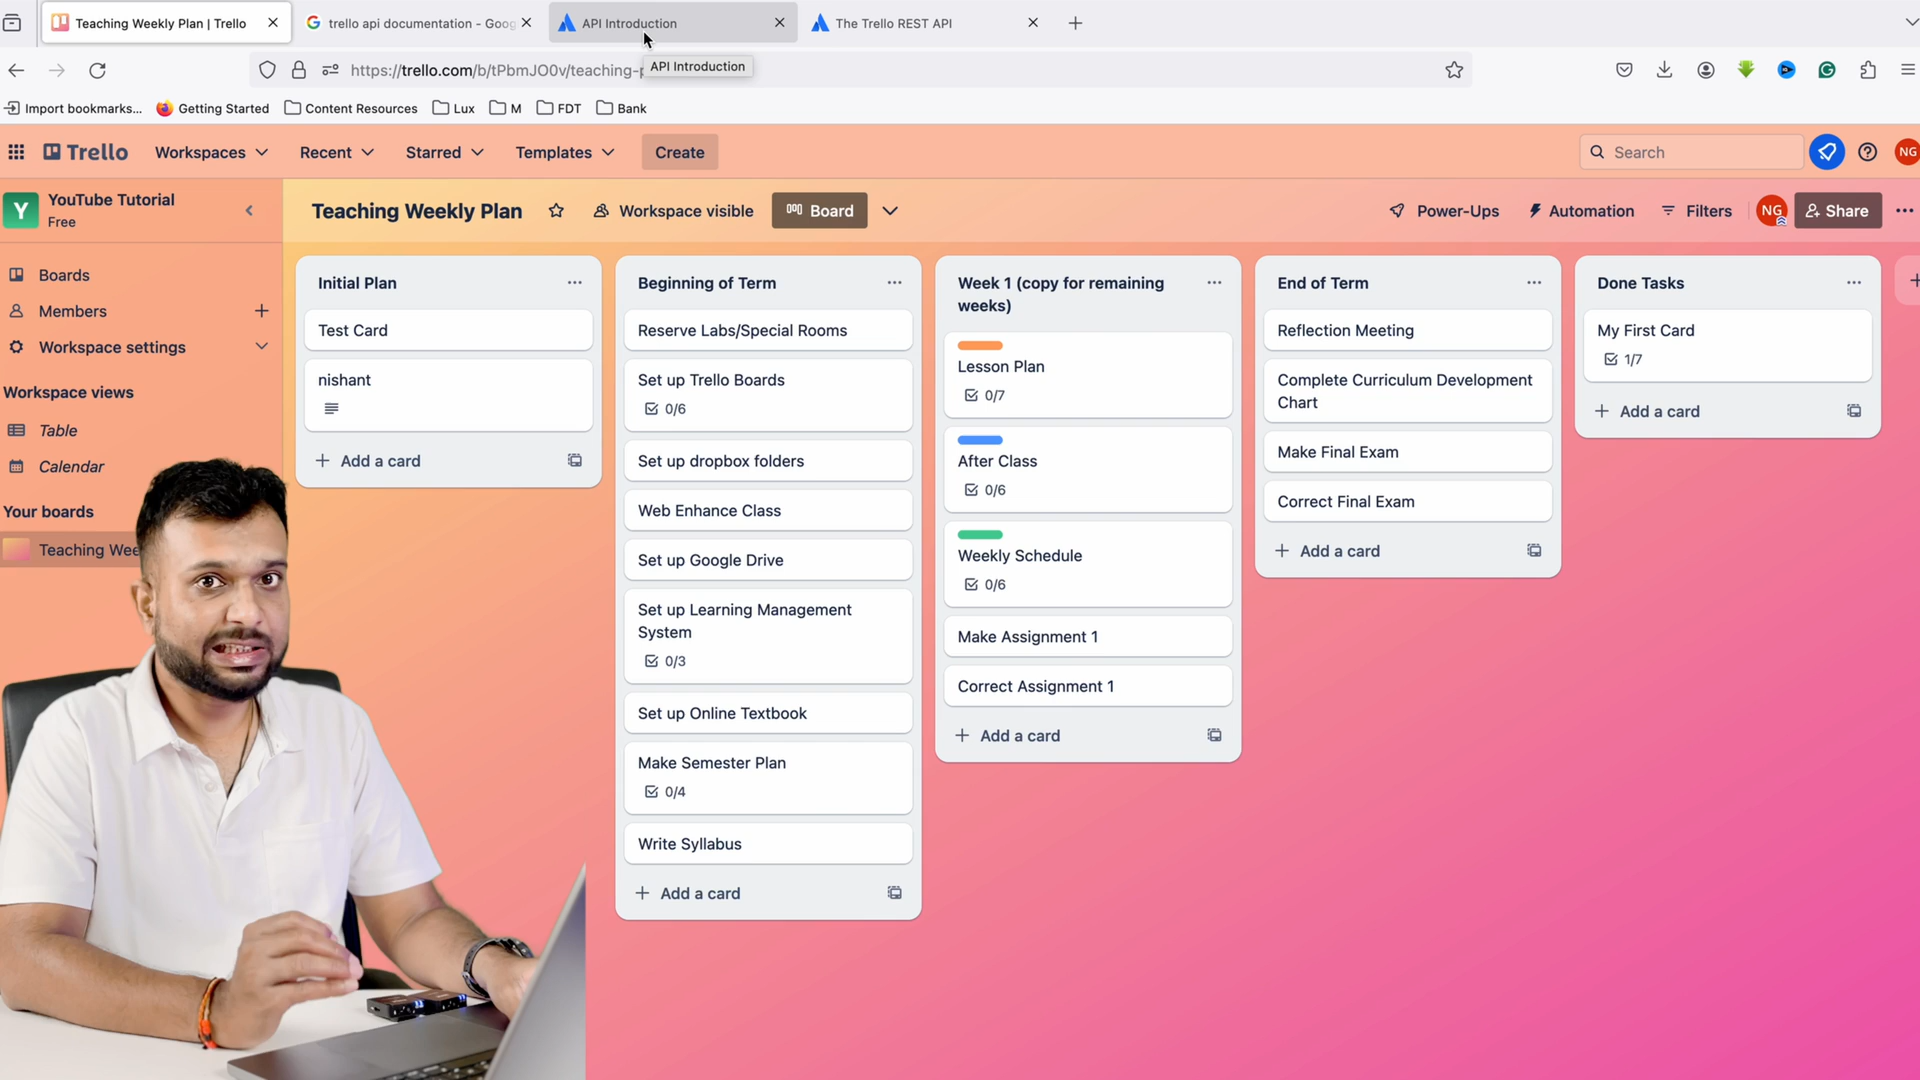 Teaching Weekly Plan | Trello
trello api documentation - Goog
API Introduction
The Trello REST API
https://trello.com/b/tPbmJO0v/teaching-p
API Introduction
Import bookmarks...
Getting Started
Content Resources
Lux
M
FDT
Bank
Trello
Workspaces
Recent
Starred
Templates
Create
Search
NG
Y
YouTube Tutorial
Free
Teaching Weekly Plan
Workspace visible
Board
Power-Ups
Automation
Filters
NG
Share
Boards
Members
Workspace settings
Workspace views
Table
Calendar
Your boards
Teaching Wee
Initial Plan
Test Card
nishant
Add a card
Beginning of Term
Reserve Labs/Special Rooms
Set up Trello Boards
0/6
Set up dropbox folders
Web Enhance Class
Set up Google Drive
Set up Learning Management
System
0/3
Set up Online Textbook
Make Semester Plan
0/4
Write Syllabus
Add a card
Week 1 (copy for remaining
weeks)
Lesson Plan
0/7
After Class
0/6
Weekly Schedule
0/6
Make Assignment 1
Correct Assignment 1
Add a card
End of Term
Reflection Meeting
Complete Curriculum Development
Chart
Make Final Exam
Correct Final Exam
Add a card
Done Tasks
My First Card
1/7
Add a card